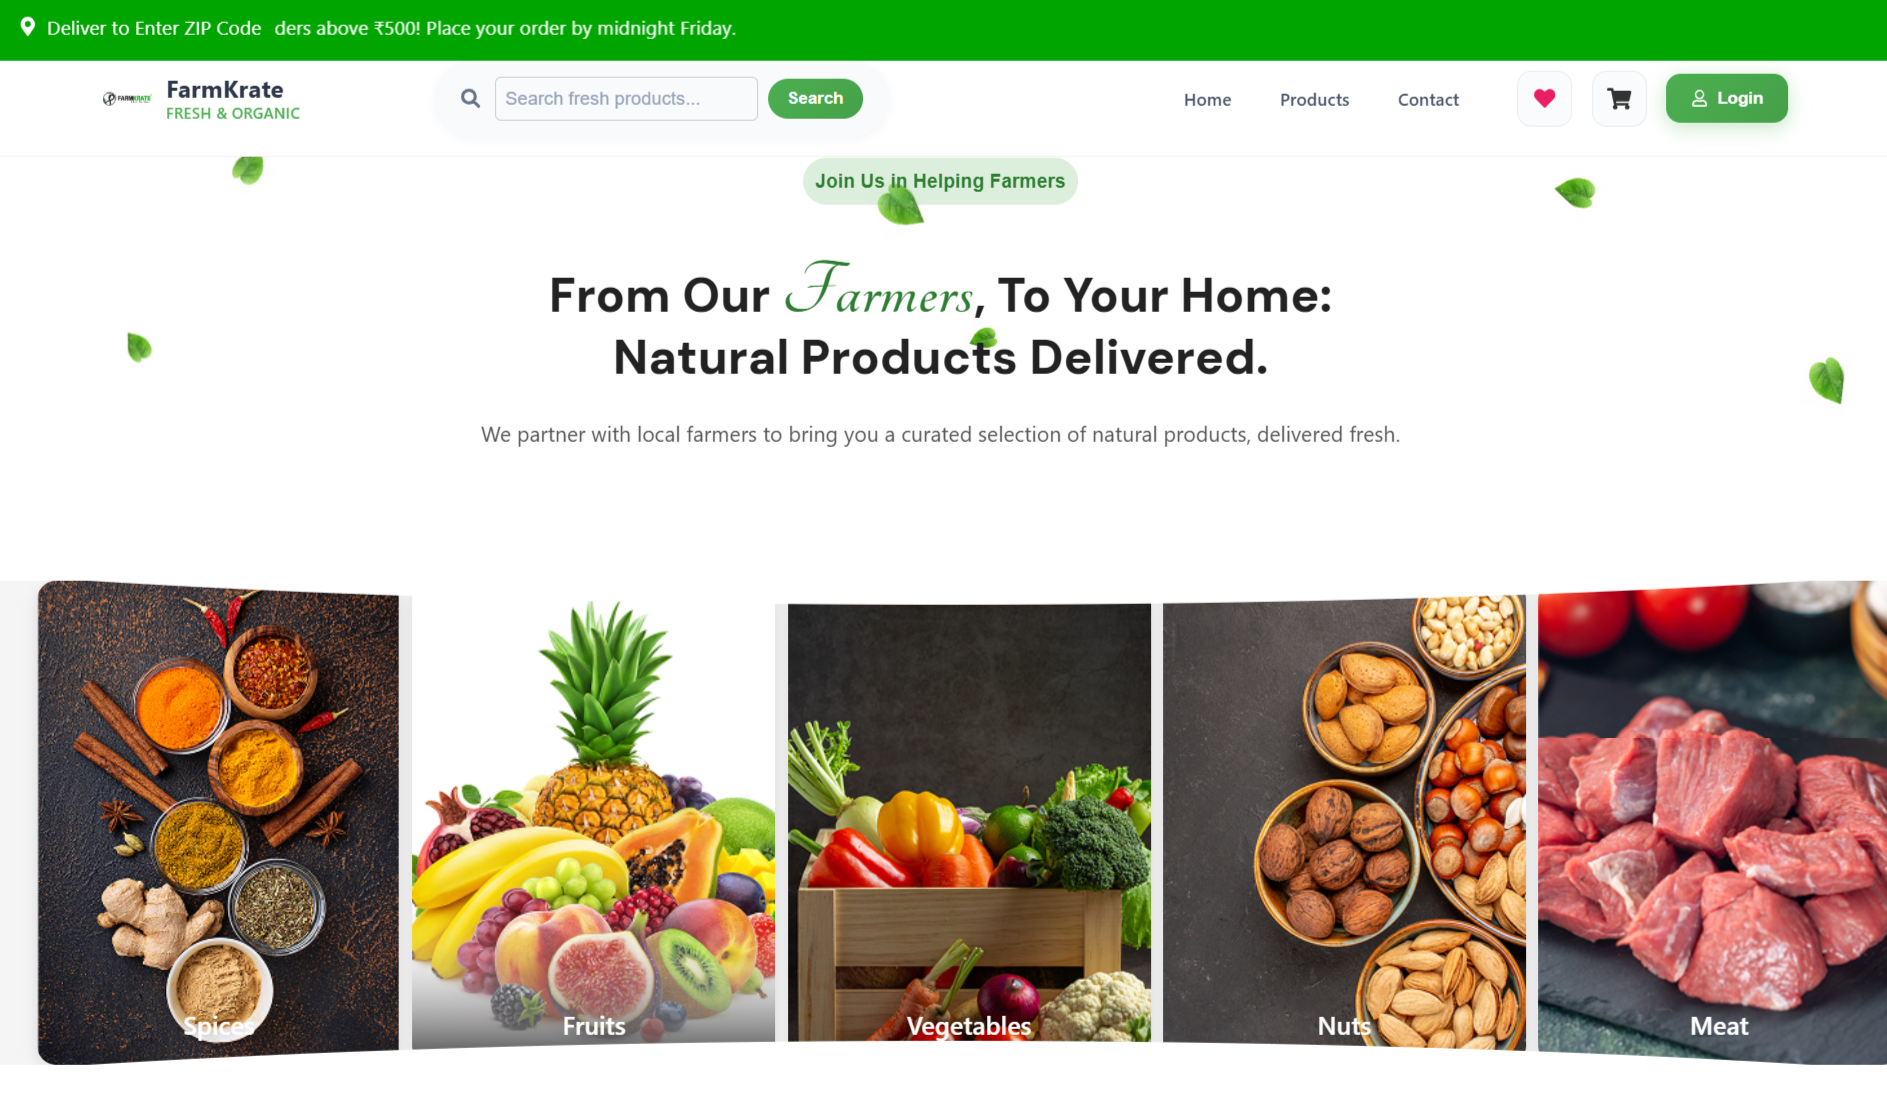 Deliver to Enter ZIP Code ders above ₹500! Place your order by midnight Friday.
FARMKRATE
FarmKrate
FRESH & ORGANIC
Search fresh products...
Search
Home
Products
Contact
Login
Join Us in Helping Farmers
From Our Farmers, To Your Home:
Natural Products Delivered.
We partner with local farmers to bring you a curated selection of natural products, delivered fresh.
Spices
Fruits
Vegetables
Nuts
Meat